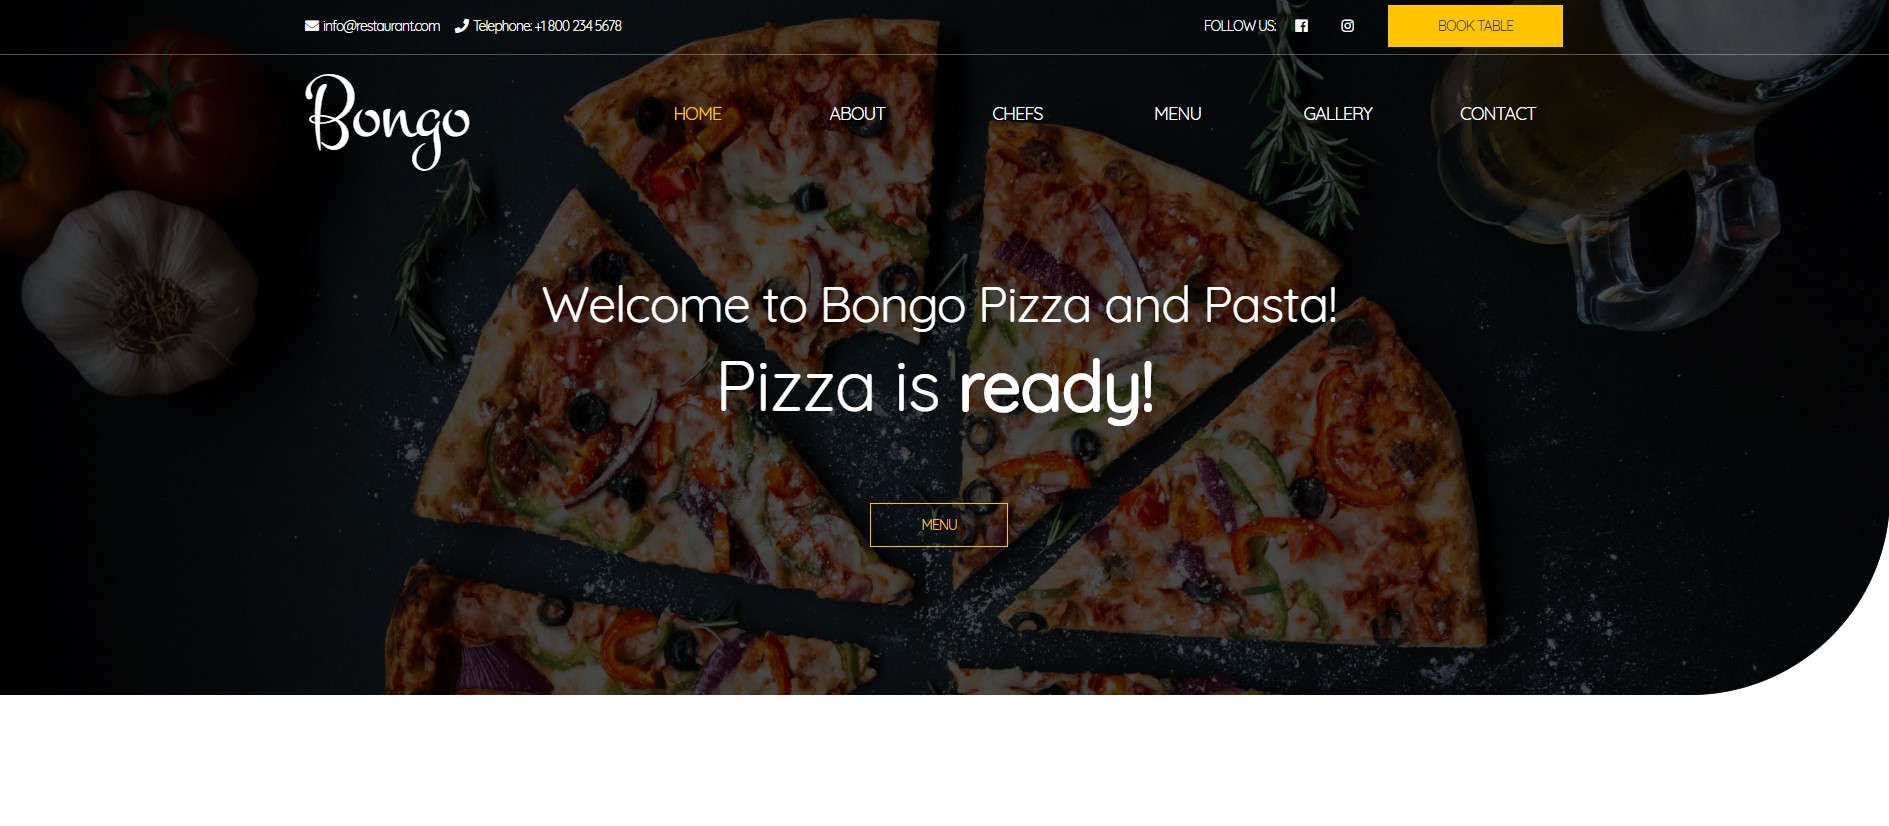 info@restaurant.com Telephone: +1 800 234 5678 FOLLOW US: BOOK TABLE
Bongo HOME ABOUT CHEFS MENU GALLERY CONTACT
Welcome to Bongo Pizza and Pasta!
Pizza is ready!
MENU